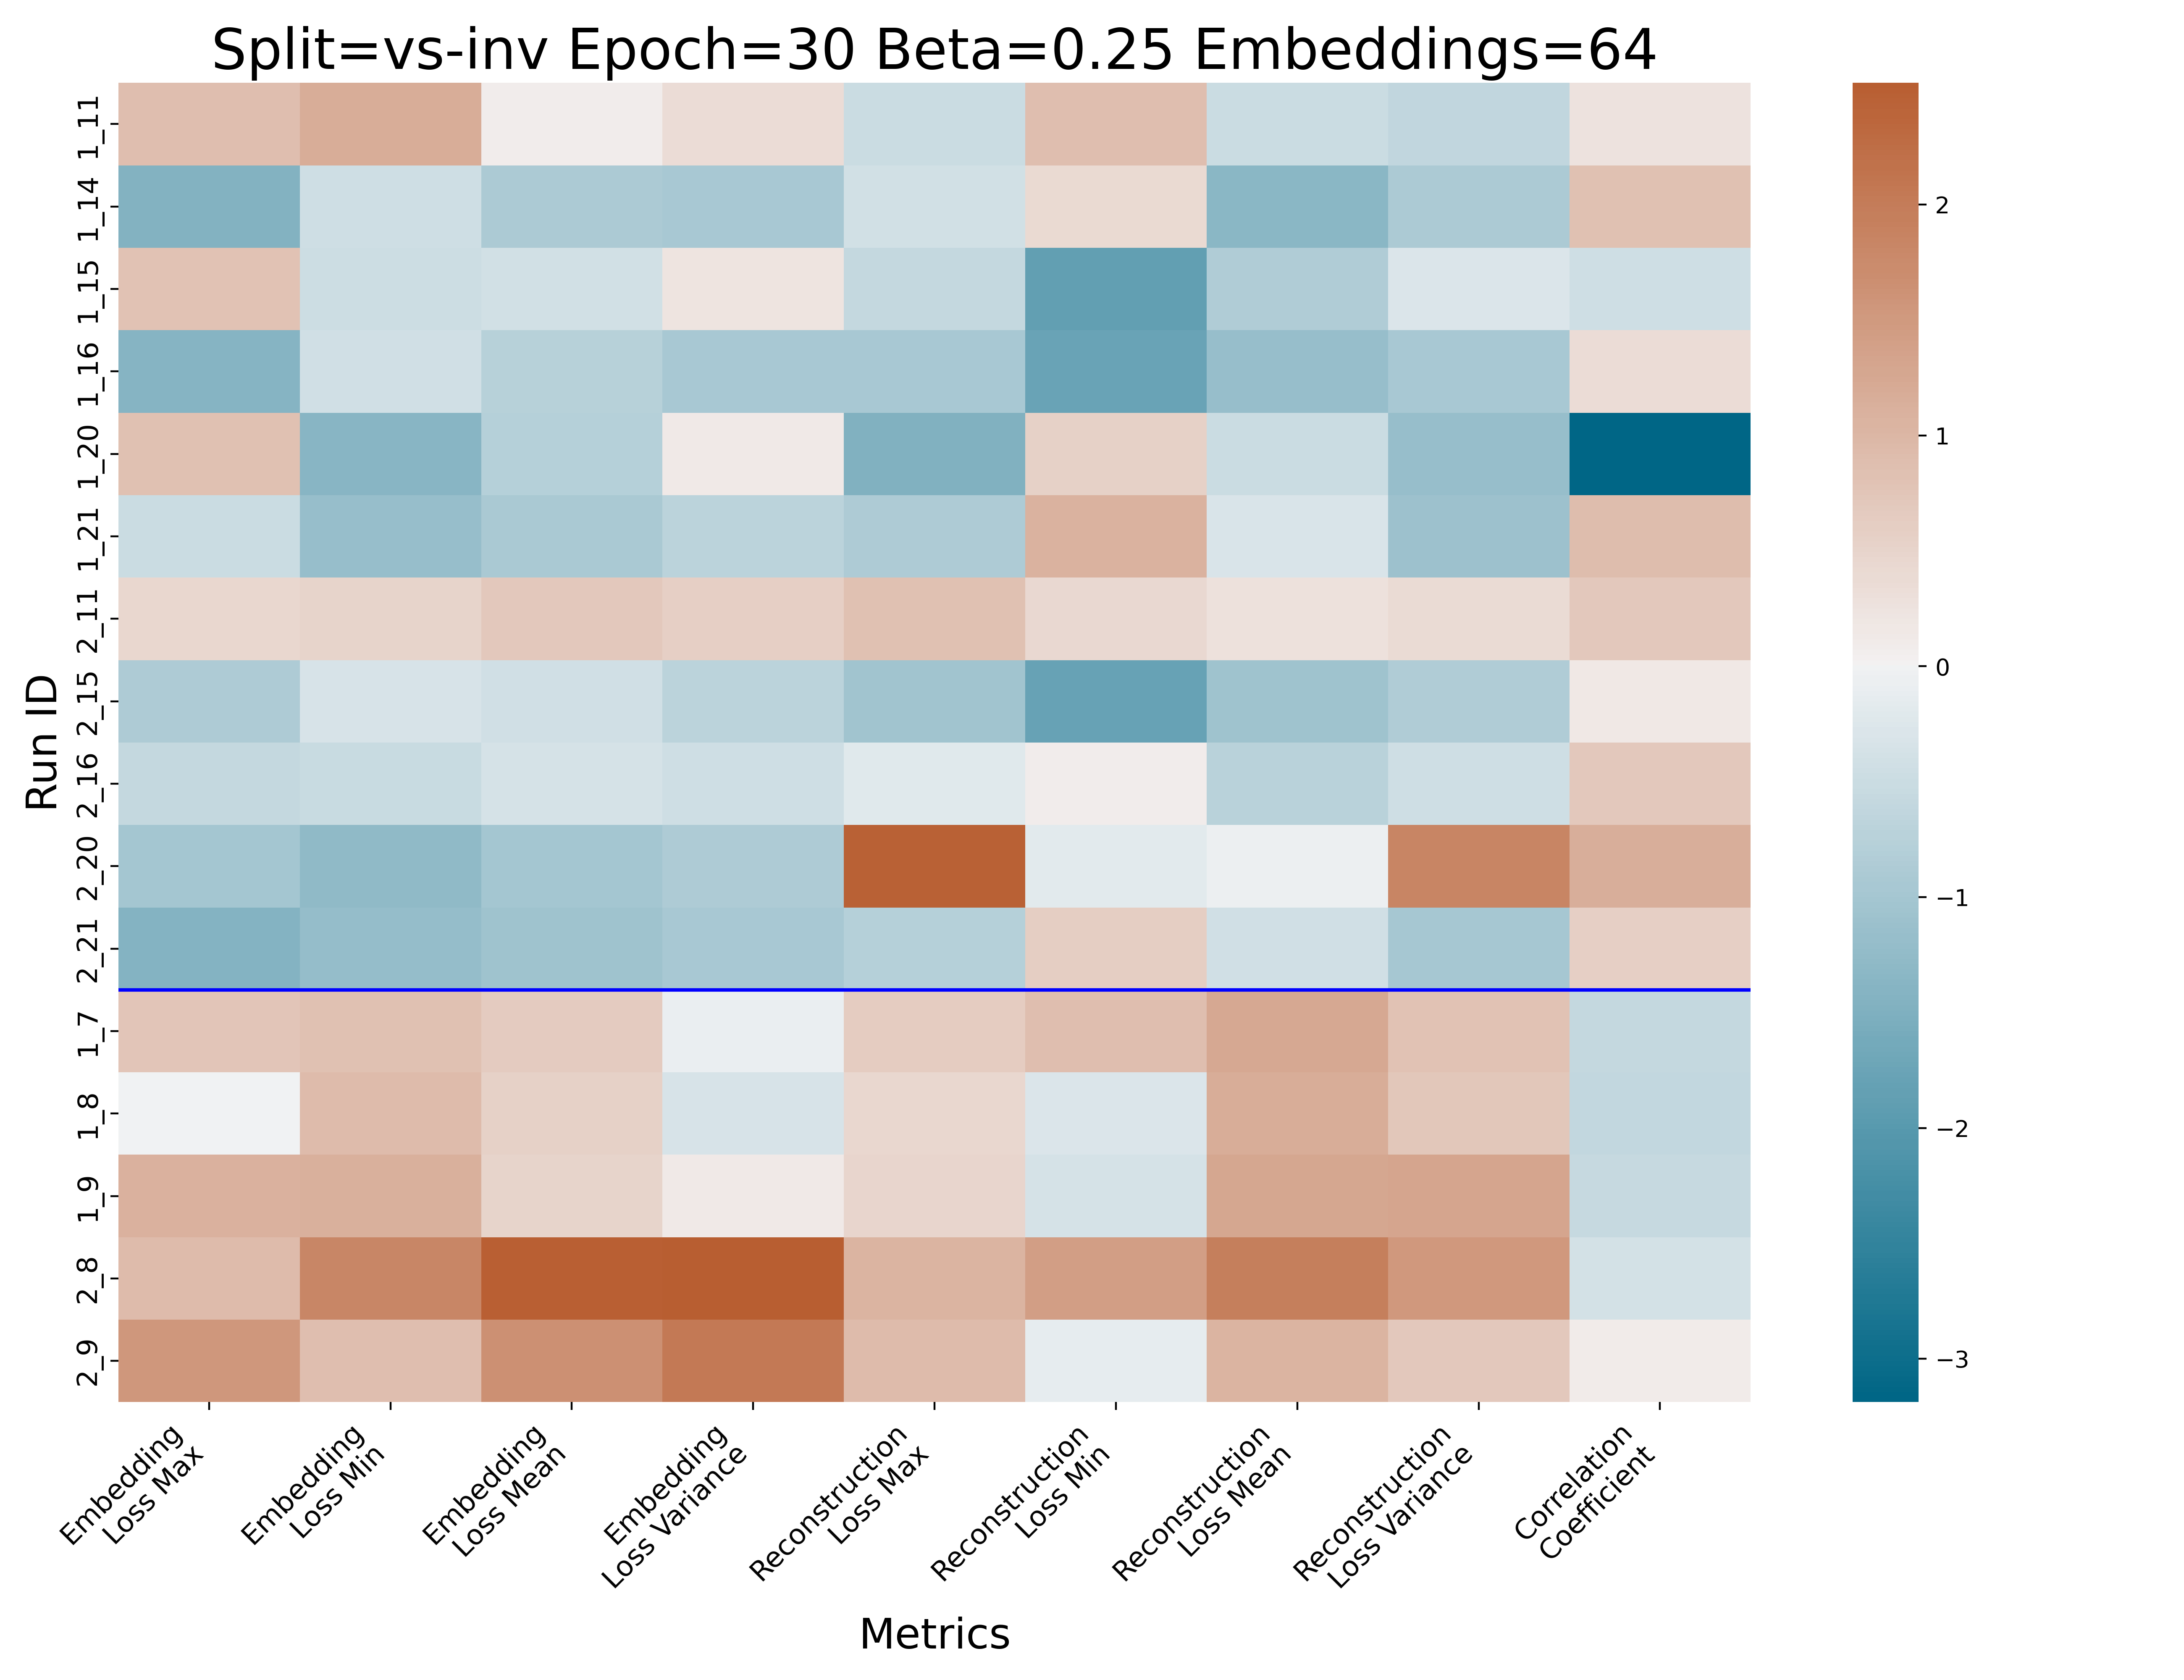 Split=vs-inv Epoch=30 Beta=0.25 Embeddings=64
Run ID
1_11
1_14
1_15
1_16
1_20
1_21
2_11
2_15
2_16
2_20
2_21
1_7
1_8
1_9
2_8
2_9
Embedding
Loss Max
Embedding
Loss Min
Embedding
Loss Mean
Embedding
Loss Variance
Reconstruction
Loss Max
Reconstruction
Loss Min
Reconstruction
Loss Mean
Reconstruction
Loss Variance
Correlation
Coefficient
Metrics
2
1
0
−1
−2
−3